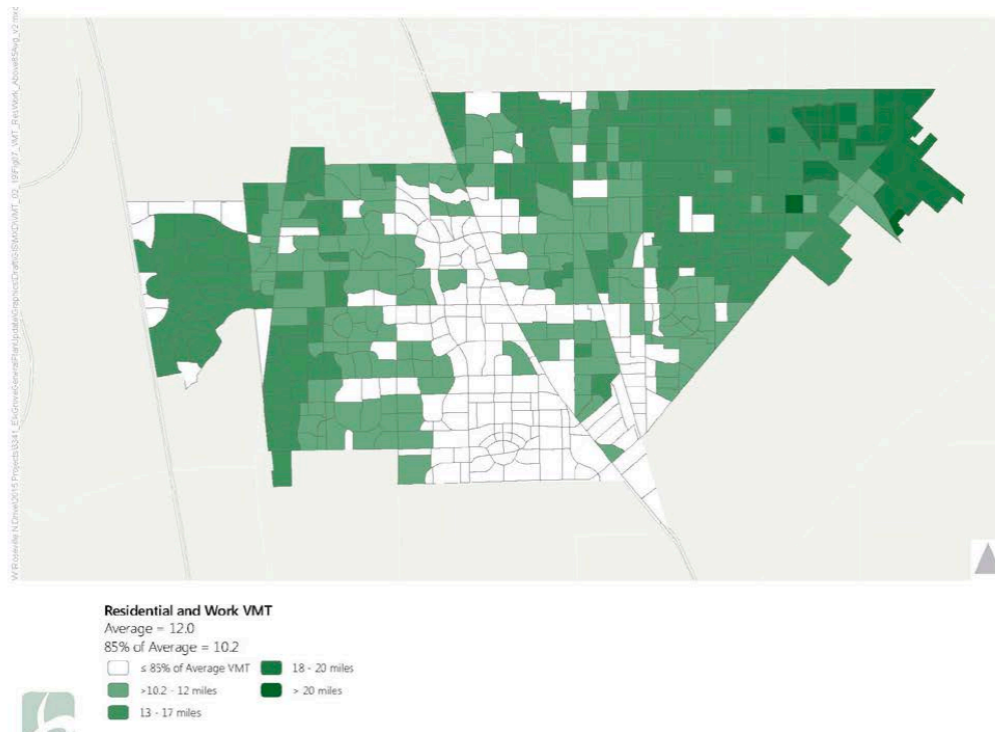 Residential and Work VMT
Average = 12.0
85% of Average = 10.2
≤ 85% of Average VMT
>10.2 - 12 miles
13 - 17 miles
18 - 20 miles
> 20 miles